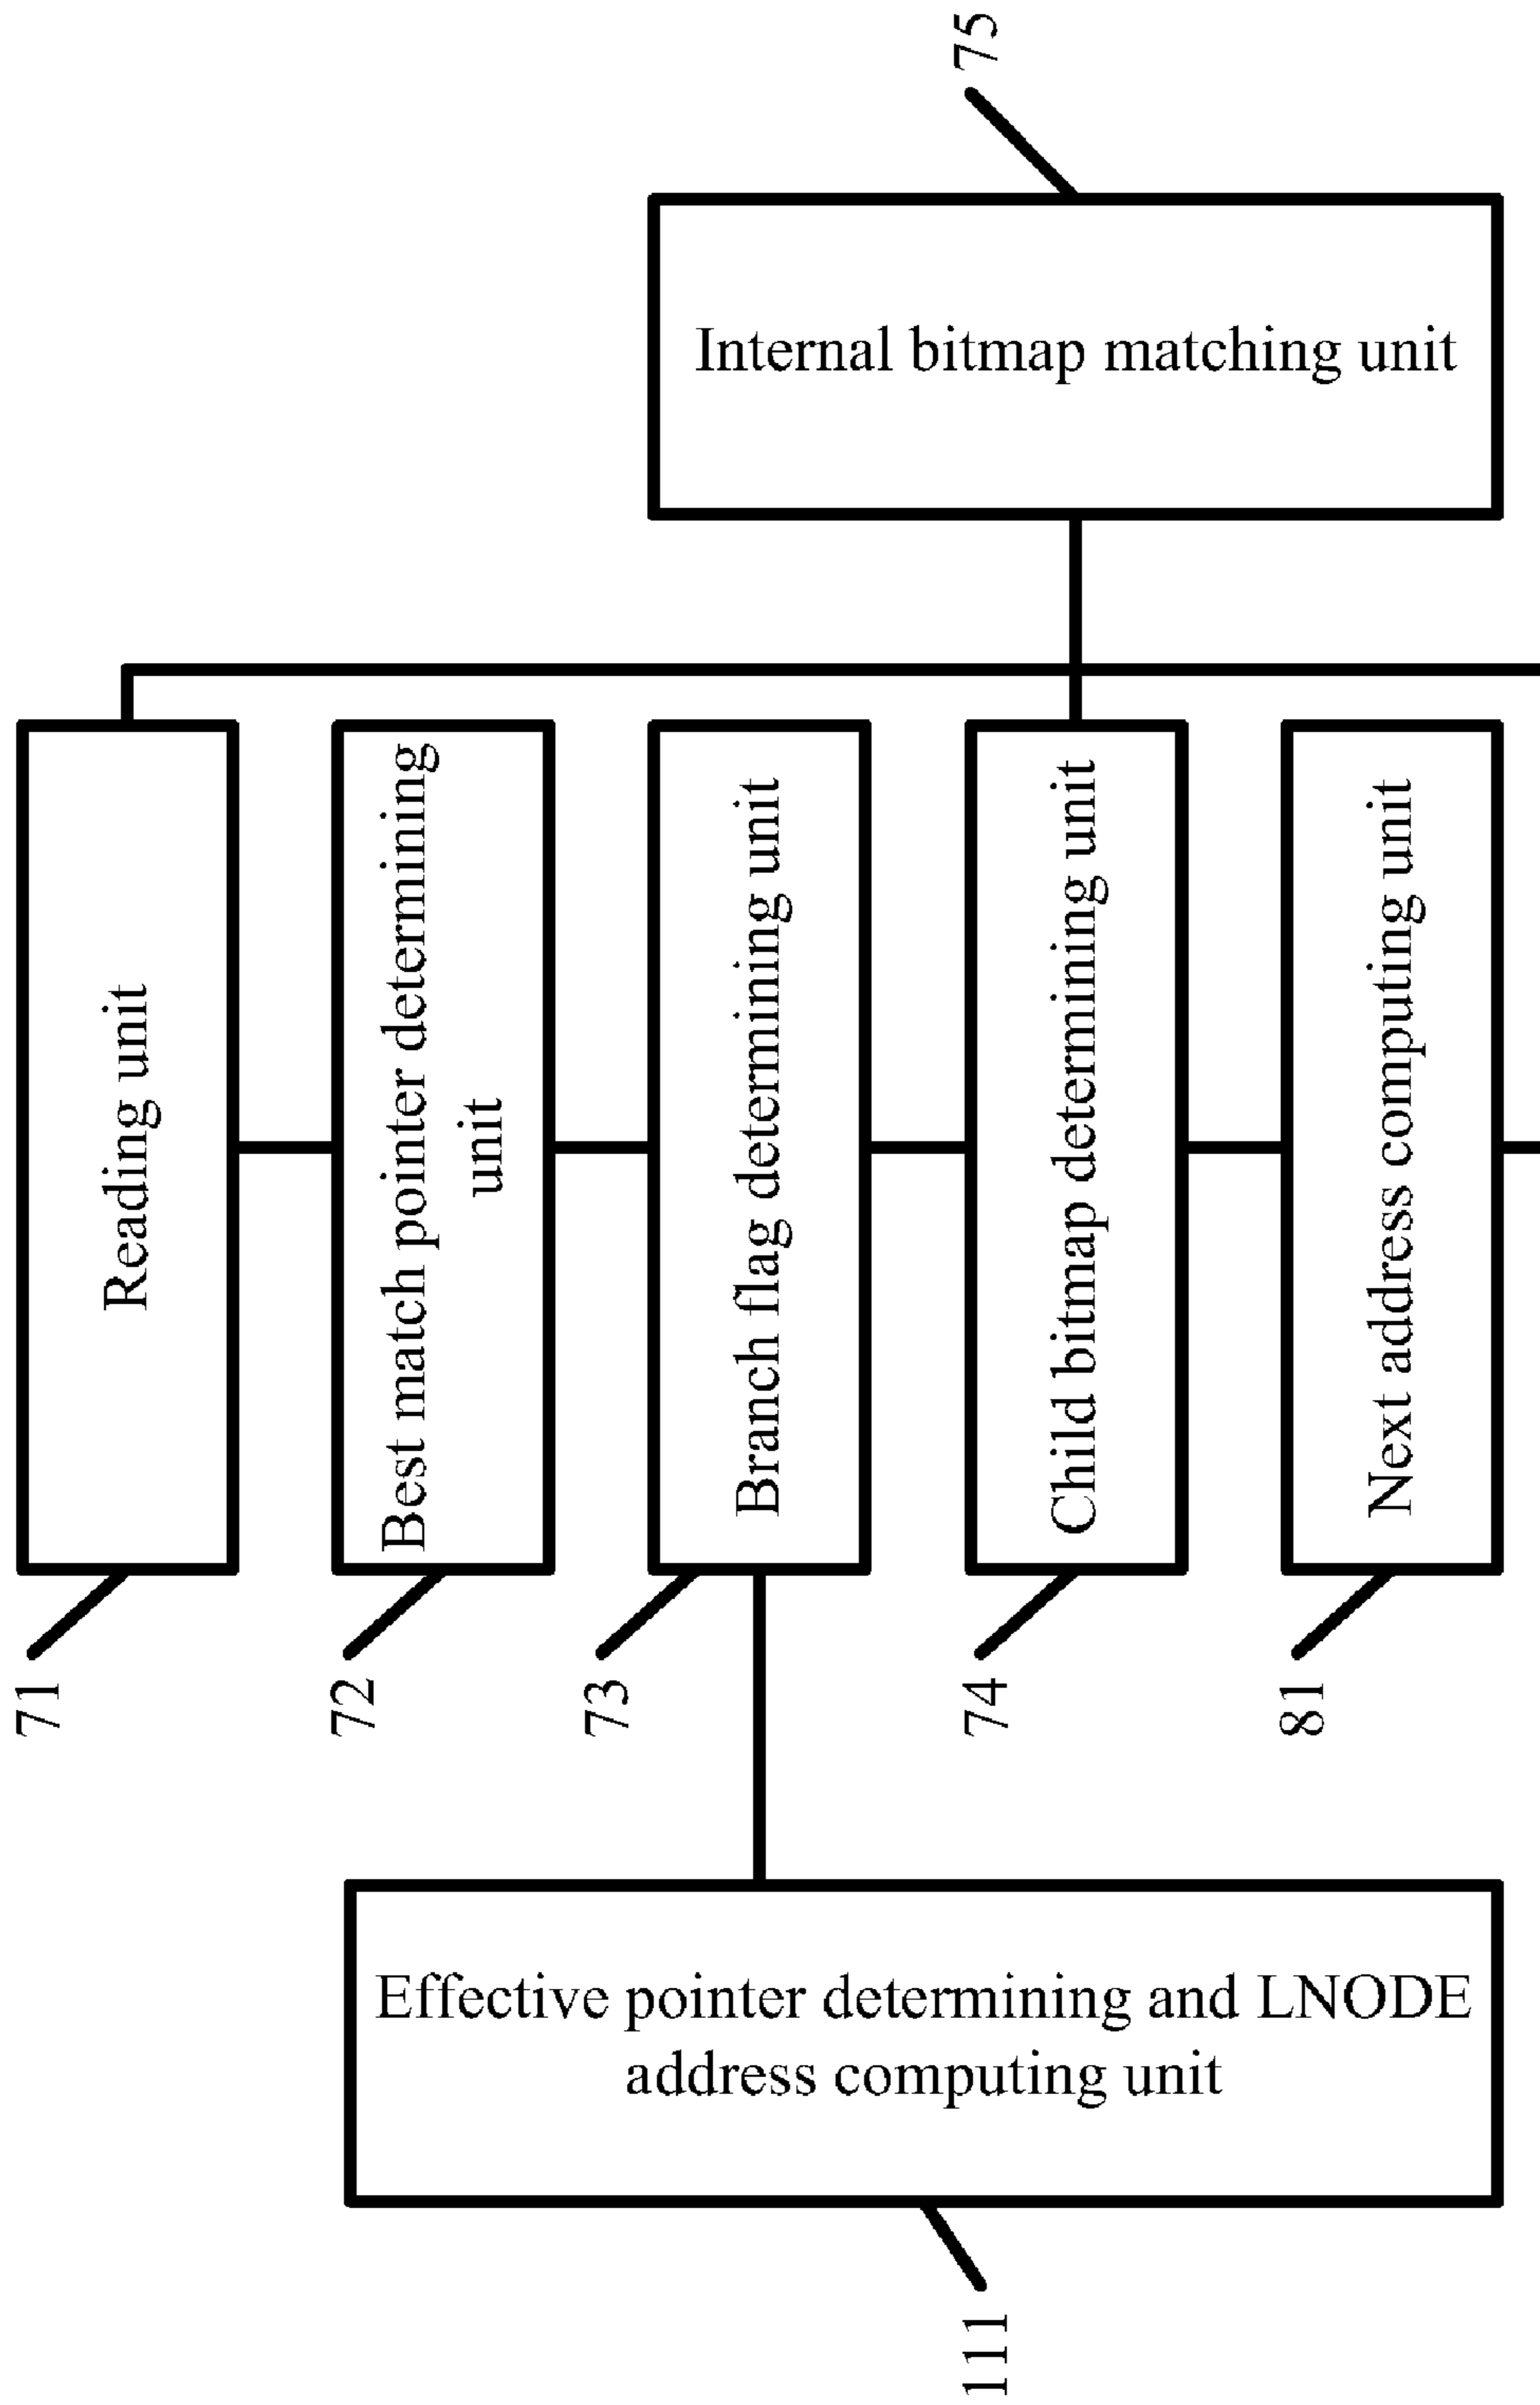 75
Internal bitmap matching unit
Reading unit
71
Best match pointer determining
unit
72
Branch flag determining unit
73
Child bitmap determining unit
74
Next address computing unit
81
Effective pointer determining and LNODE
address computing unit
111